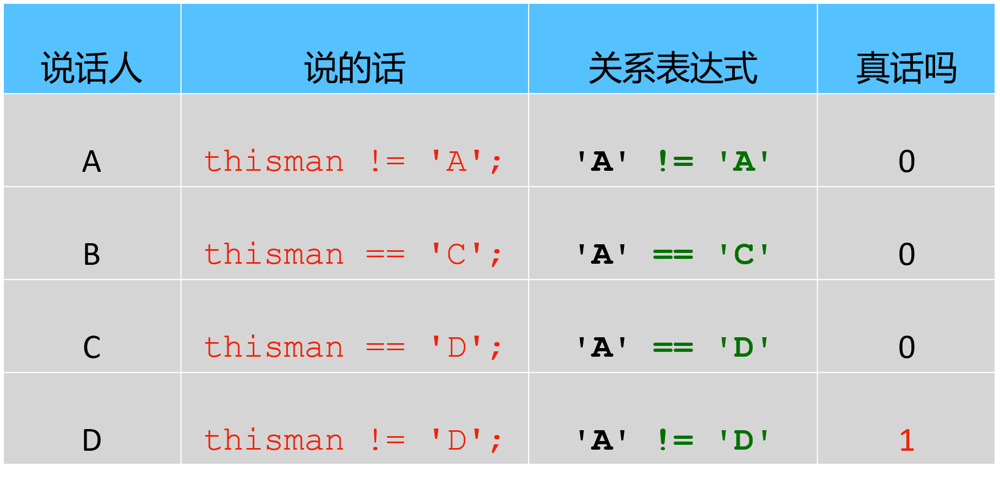 说话人 说的话 关系表达式 真话吗
A thisman != 'A'; 'A' != 'A' 0
B thisman == 'C'; 'A' == 'C' 0
C thisman == 'D'; 'A' == 'D' 0
D thisman != 'D'; 'A' != 'D' 1